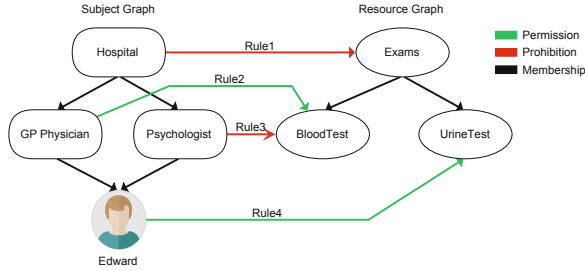 Subject Graph
Resource Graph
Hospital
Rule1
Exams
Permission
Prohibition
Membership
Rule2
GP Physician
Psychologist
Rule3
BloodTest
UrineTest
Rule4
Edward